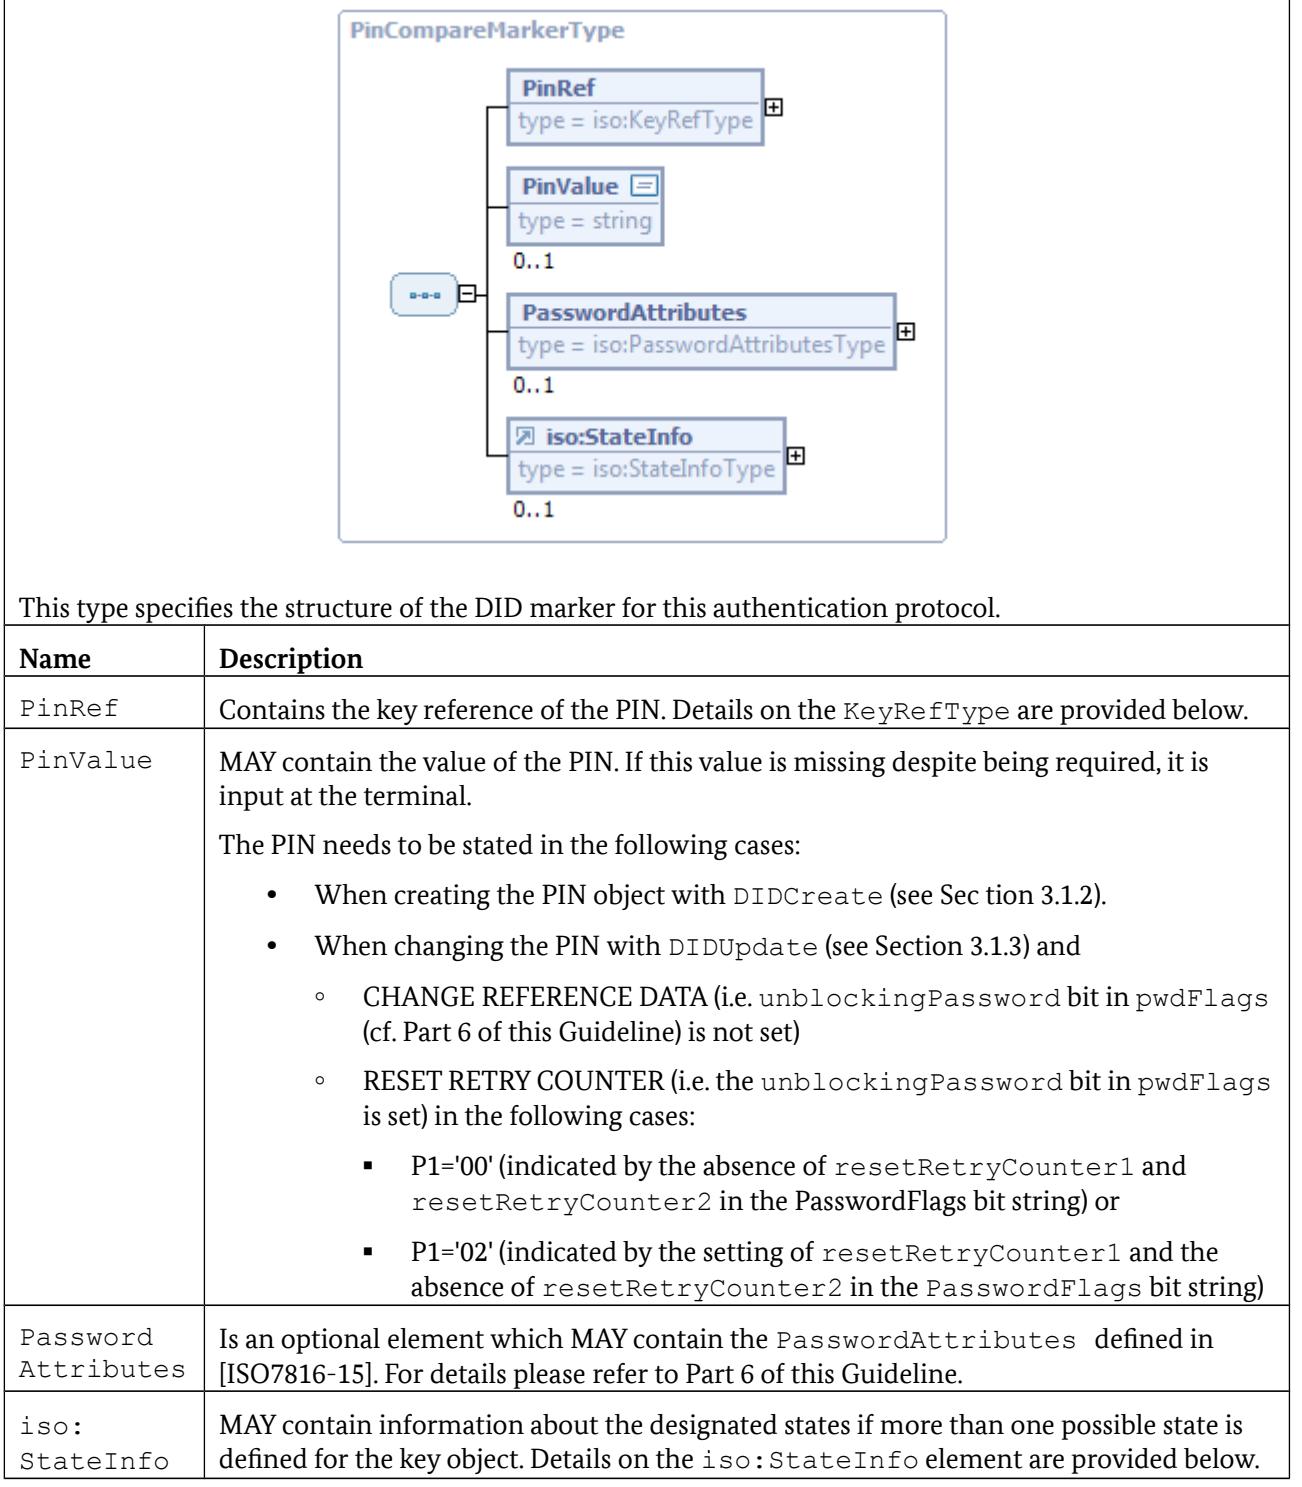 PinCompareMarkerType
PinRef
type = iso:KeyRefType
PinValue
type = string
0..1
PasswordAttributes
type = iso:PasswordAttributesType
0..1
iso:StateInfo
type = iso:StateInfoType
0..1
This type specifies the structure of the DID marker for this authentication protocol.
Name Description
PinRef Contains the key reference of the PIN. Details on the KeyRefType are provided below.
PinValue MAY contain the value of the PIN. If this value is missing despite being required, it is
input at the terminal.
The PIN needs to be stated in the following cases:
• When creating the PIN object with DIDCreate (see Sec tion 3.1.2).
• When changing the PIN with DIDUpdate (see Section 3.1.3) and
◦ CHANGE REFERENCE DATA (i.e. unblockingPassword bit in pwdFlags
(cf. Part 6 of this Guideline) is not set)
◦ RESET RETRY COUNTER (i.e. the unblockingPassword bit in pwdFlags
is set) in the following cases:
▪ P1='00' (indicated by the absence of resetRetryCounter1 and
resetRetryCounter2 in the PasswordFlags bit string) or
▪ P1='02' (indicated by the setting of resetRetryCounter1 and the
absence of resetRetryCounter2 in the PasswordFlags bit string)
Password Is an optional element which MAY contain the PasswordAttributes defined in
Attributes [ISO7816-15]. For details please refer to Part 6 of this Guideline.
iso: MAY contain information about the designated states if more than one possible state is
StateInfo defined for the key object. Details on the iso:StateInfo element are provided below.